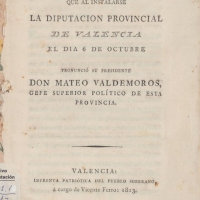 QUE AL INSTALARSE
LA DIPUTACION PROVINCIAL
DE VALENCIA
EL DIA 6 DE OCTUBRE
PRONUNCIÓ SU PRESIDENTE
DON MATEO VALDEMOROS,
GEFE SUPERIOR POLÍTICO DE ESTA
PROVINCIA.
VALENCIA:
IMPRENTA PATRIÓTICA DEL PUEBLO SOBERANO,
á cargo de Vicente Ferrer 1813.